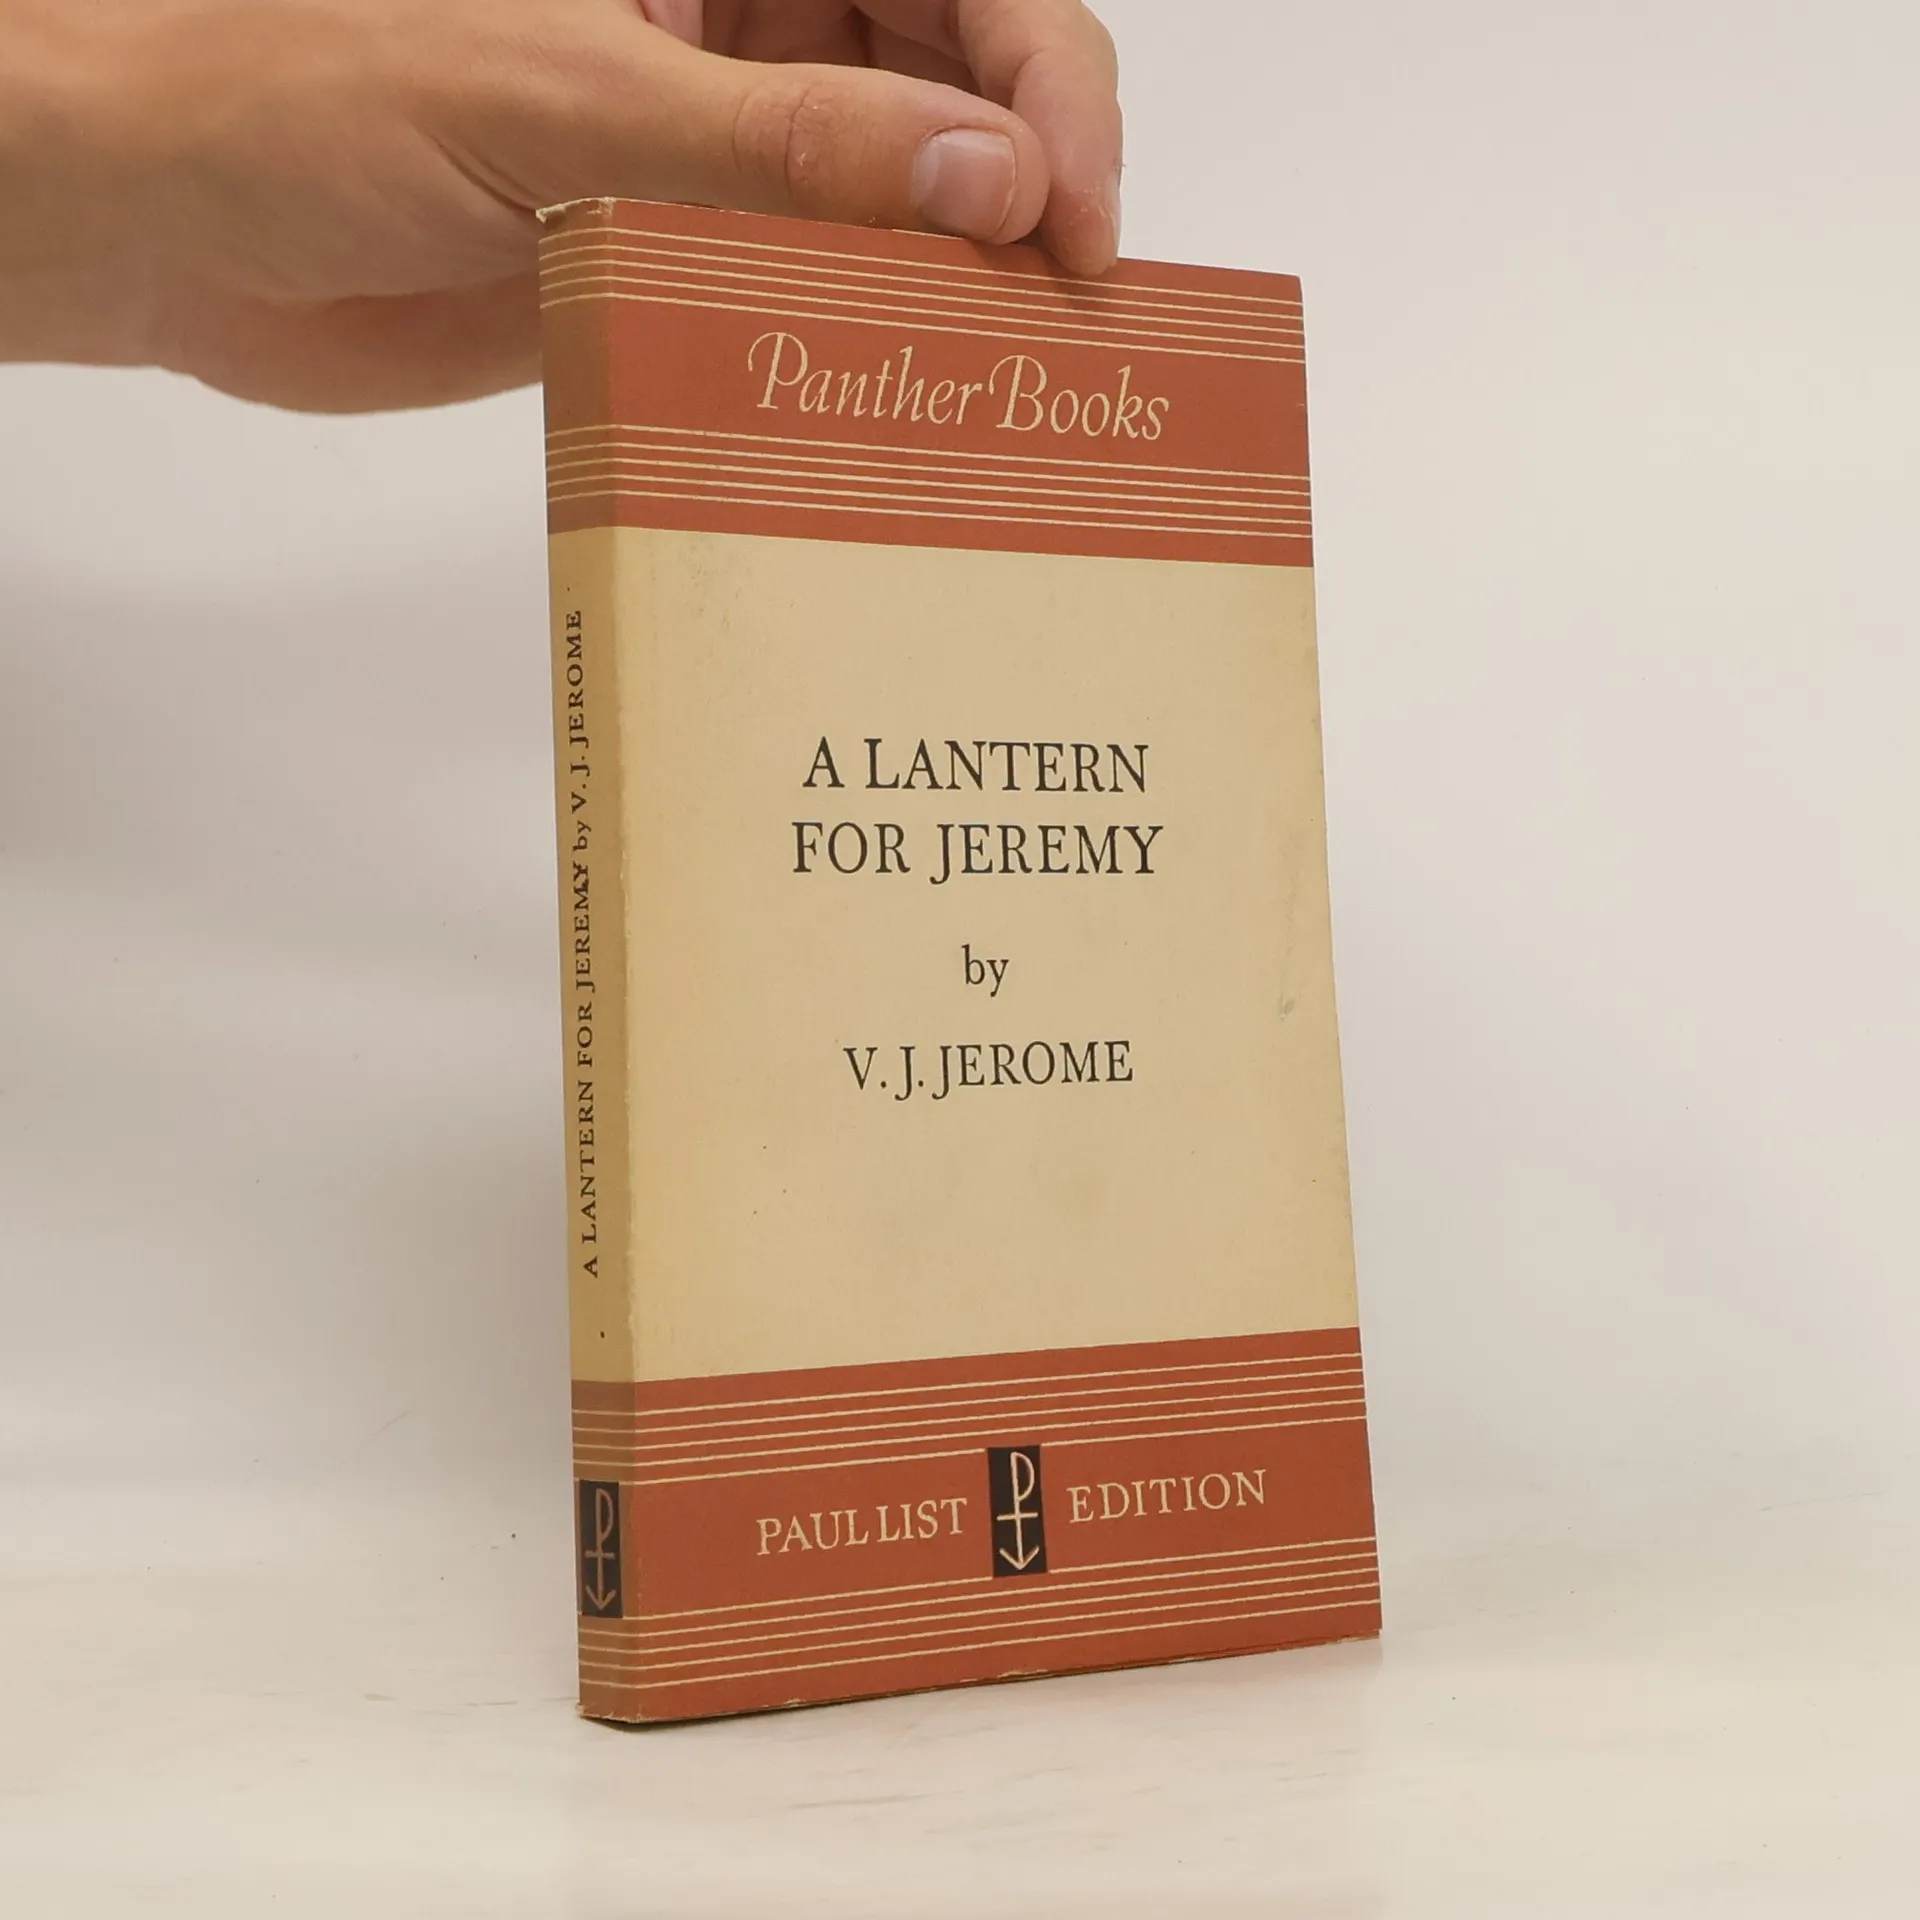 Panther Books
A LANTERN
FOR JEREMY
by
V. J. JEROME
PAUL LIST EDITION
A LANTERN FOR JEREMY by V. J. JEROME